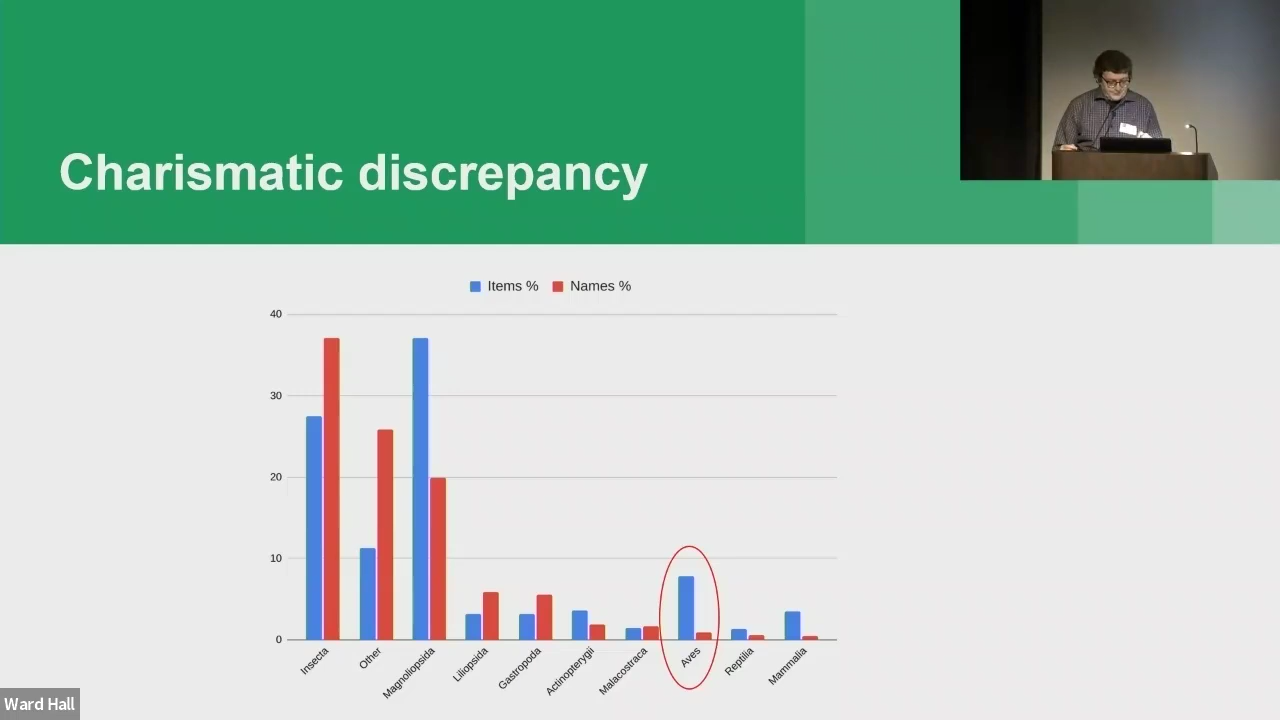 Charismatic discrepancy
Items % Names %
40
30
20
10
0
Insecta
Other
Magnoliopsida
Liliopsida
Gastropoda
Actinopterygii
Malacostraca
Aves
Reptilia
Mammalia
Ward Hall